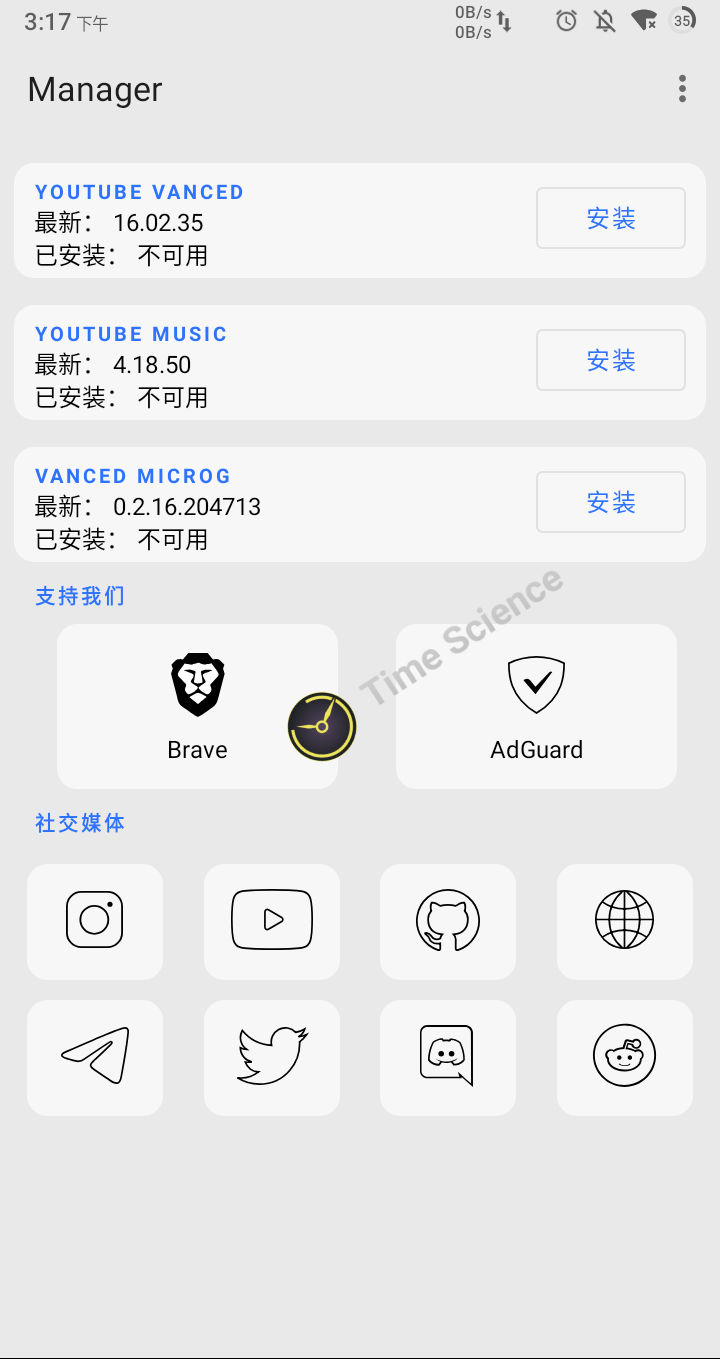 3:17 下午
0B/s
0B/s
35
Manager
YOUTUBE VANCED
最新： 16.02.35
已安装： 不可用
安装
YOUTUBE MUSIC
最新： 4.18.50
已安装： 不可用
安装
VANCED MICROG
最新： 0.2.16.204713
已安装： 不可用
安装
支持我们
Time Science
Brave
AdGuard
社交媒体